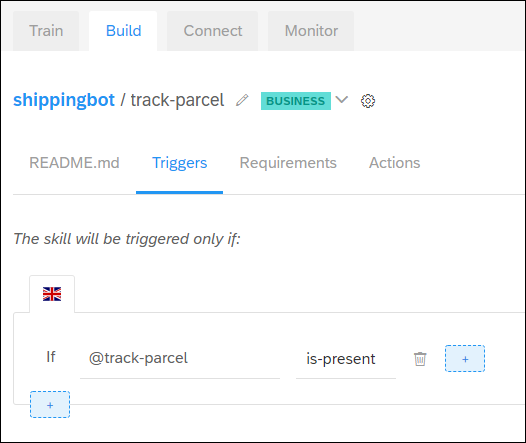 Train Build Connect Monitor
shippingbot / track-parcel BUSINESS
README.md Triggers Requirements Actions
The skill will be triggered only if:
If @track-parcel is-present +
+